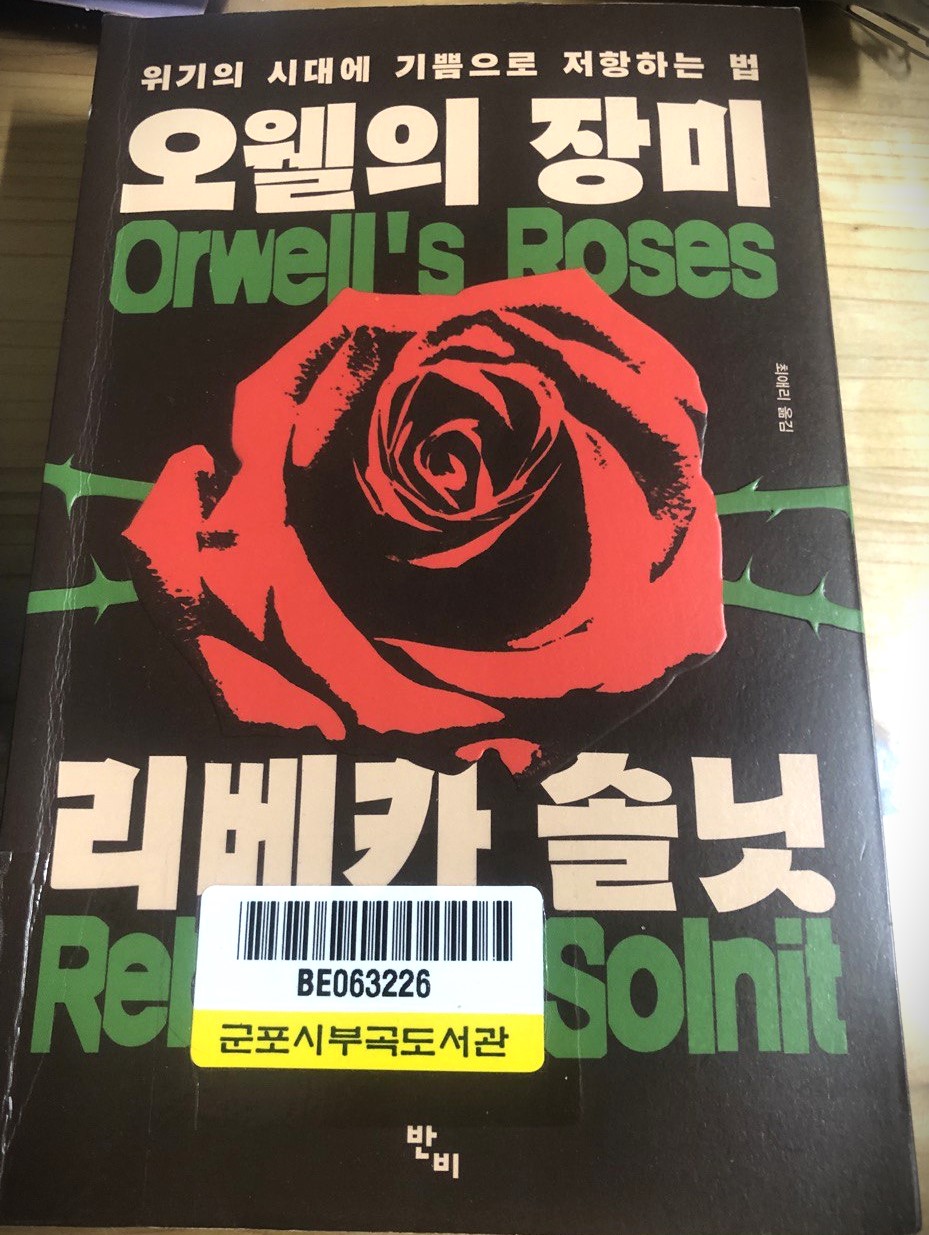 위기의 시대에 기쁨으로 저항하는 법
오웰의 장미
Orwell's Roses
최애리 옮김
리베카 솔닛
Solnit
BE063226
군포시부곡도서관
반비